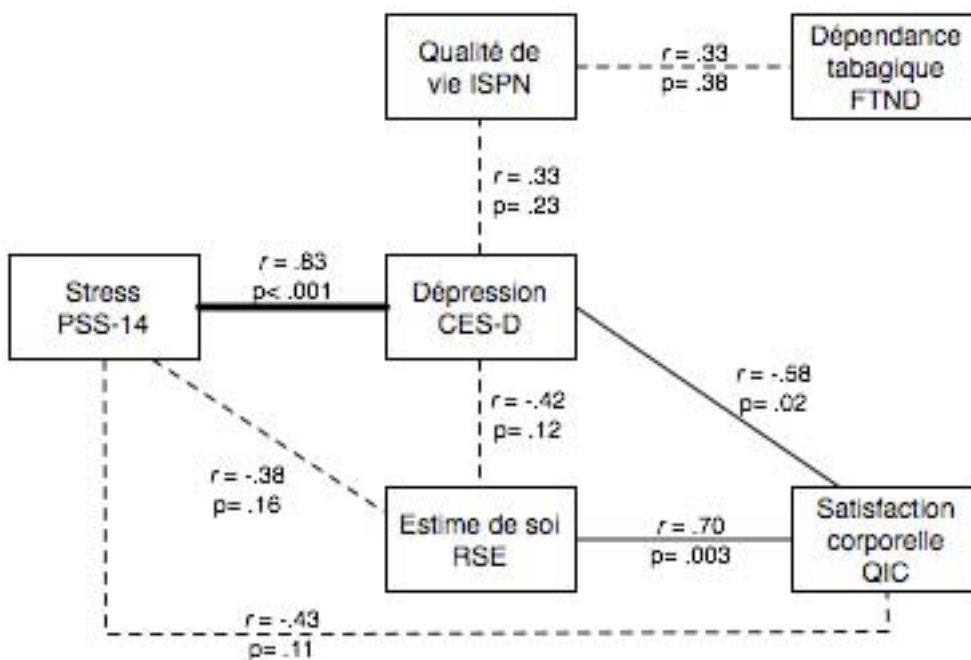 Qualité de
vie ISPN
r = .33
p= .38
Dépendance
tabagique
FTND
r = .33
p= .23
Stress
PSS-14
r = .83
p< .001
Dépression
CES-D
r = -.58
p= .02
r = -.42
p= .12
r = -.38
p= .16
Estime de soi
RSE
r = .70
p= .003
Satisfaction
corporelle
QIC
r = -.43
p= .11